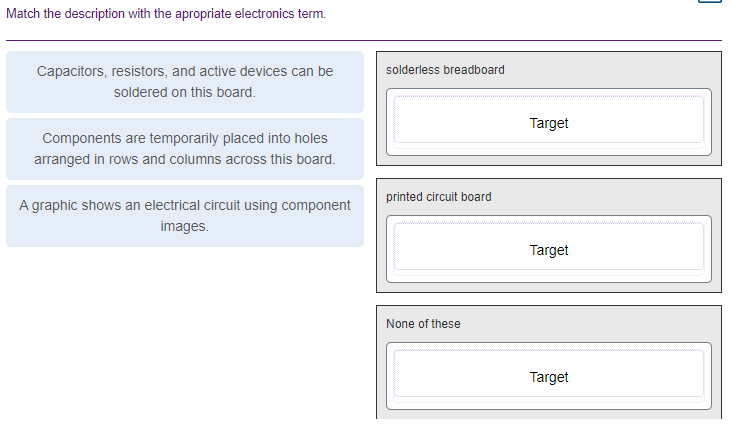 Match the description with the apropriate electronics term.
Capacitors, resistors, and active devices can be
soldered on this board.
Components are temporarily placed into holes
arranged in rows and columns across this board.
A graphic shows an electrical circuit using component
images.
solderless breadboard
Target
printed circuit board
Target
None of these
Target